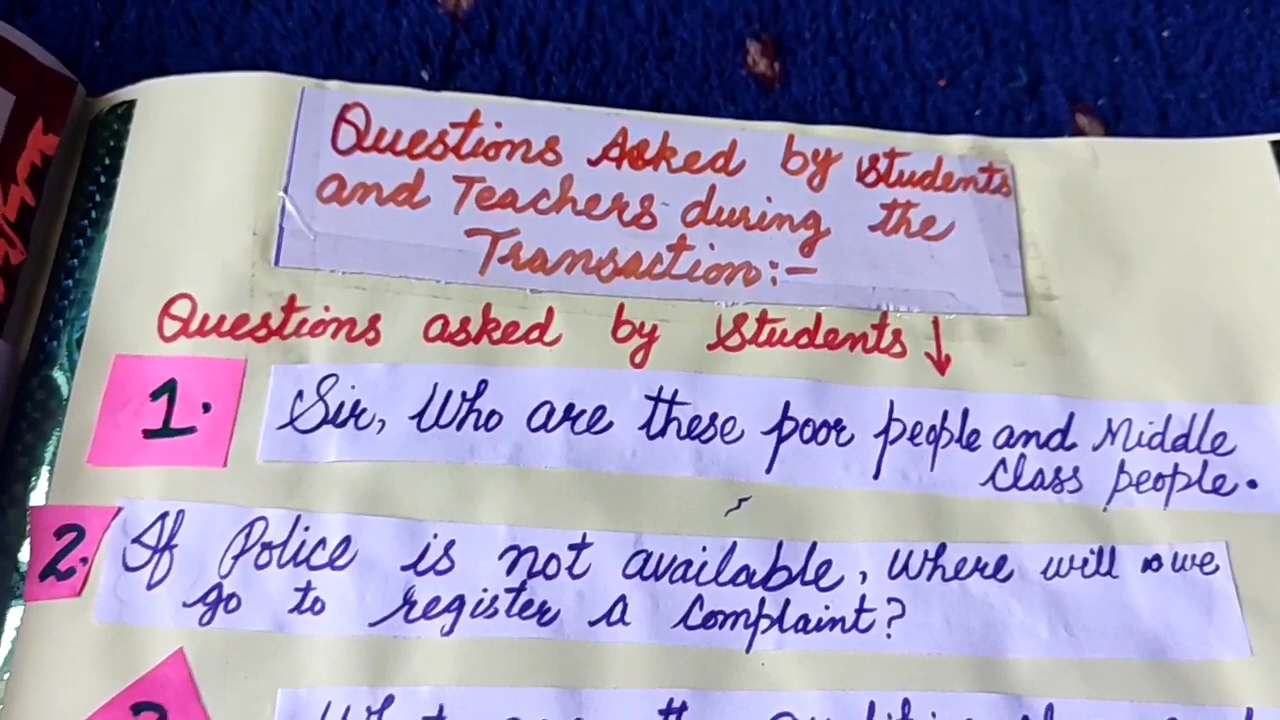 Questions Asked by Students
and Teachers during the
Transaction:-
Questions asked by Students ↓
1. Sir, Who are these poor people and Middle
Class people.
2. If Police is not available, Where will we
go to register a Complaint?